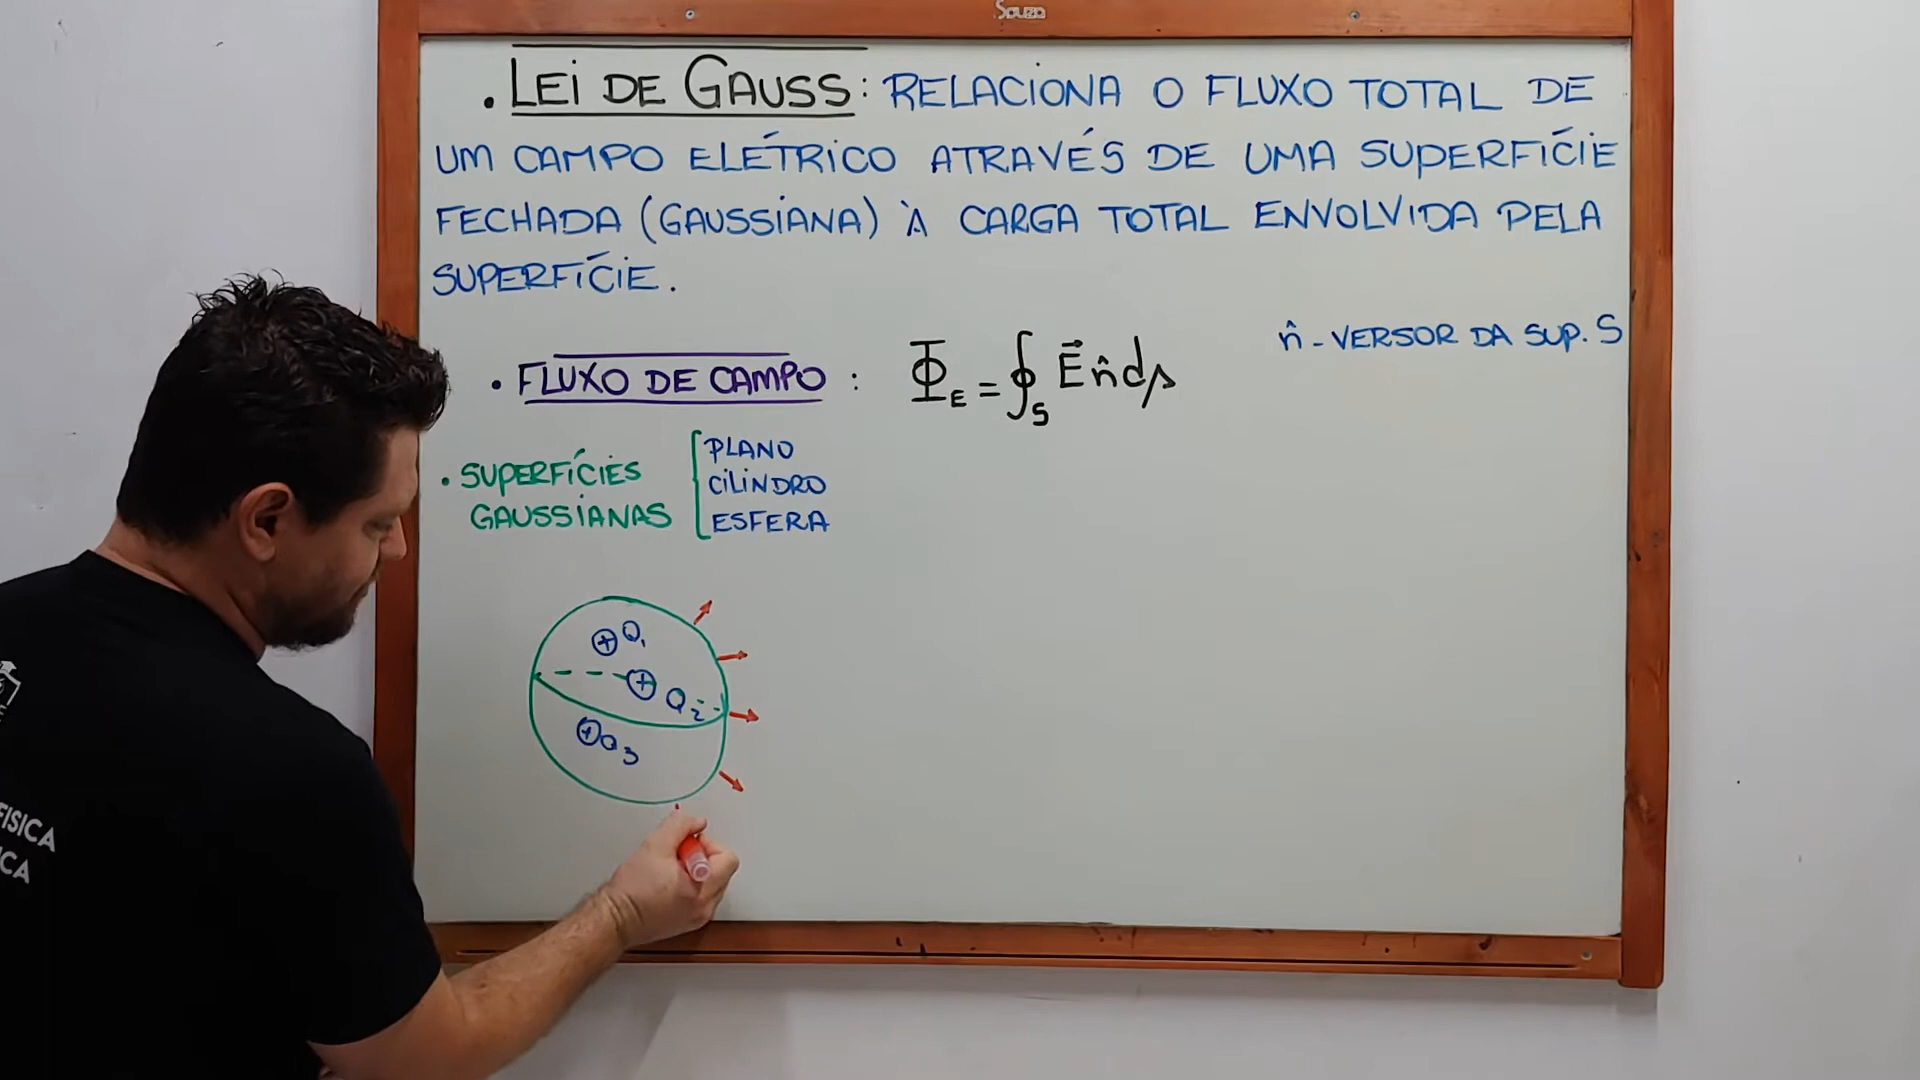 Souza
. LEI DE GAUSS: RELACIONA O FLUXO TOTAL DE
UM CAMPO ELÉTRICO ATRAVÉS DE UMA SUPERFÍCIE
FECHADA (GAUSSIANA) À CARGA TOTAL ENVOLVIDA PELA
SUPERFÍCIE.
n̂ - VERSOR DA SUP. S
• FLUXO DE CAMPO : Φ_E = ∮_S E⃗ n̂ ds
• SUPERFÍCIES
GAUSSIANAS
PLANO
CILINDRO
ESFERA
+ Q1
+ Q2
+ Q3
FISICA
ICA